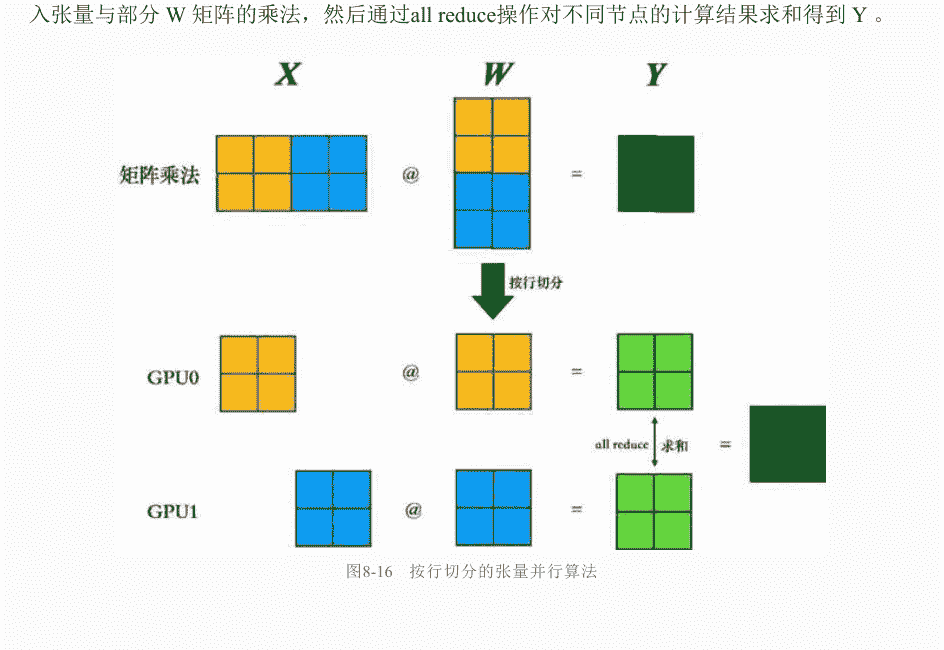 入张量与部分 W 矩阵的乘法，然后通过all reduce操作对不同节点的计算结果求和得到 Y 。
X W Y
矩阵乘法 @ =
按行切分
GPU0 @ =
all reduce 求和 =
GPU1 @ =
图8-16 按行切分的张量并行算法